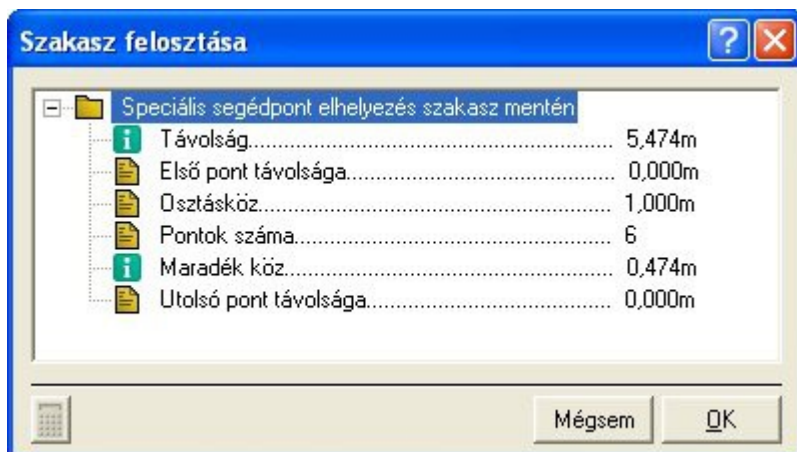 Szakasz felosztása
Speciális segédpont elhelyezés szakasz mentén
Távolság................................................................ 5,474m
Első pont távolsága............................................. 0,000m
Osztásköz.............................................................. 1,000m
Pontok száma....................................................... 6
Maradék köz......................................................... 0,474m
Utolsó pont távolsága.......................................... 0,000m
Mégsem OK